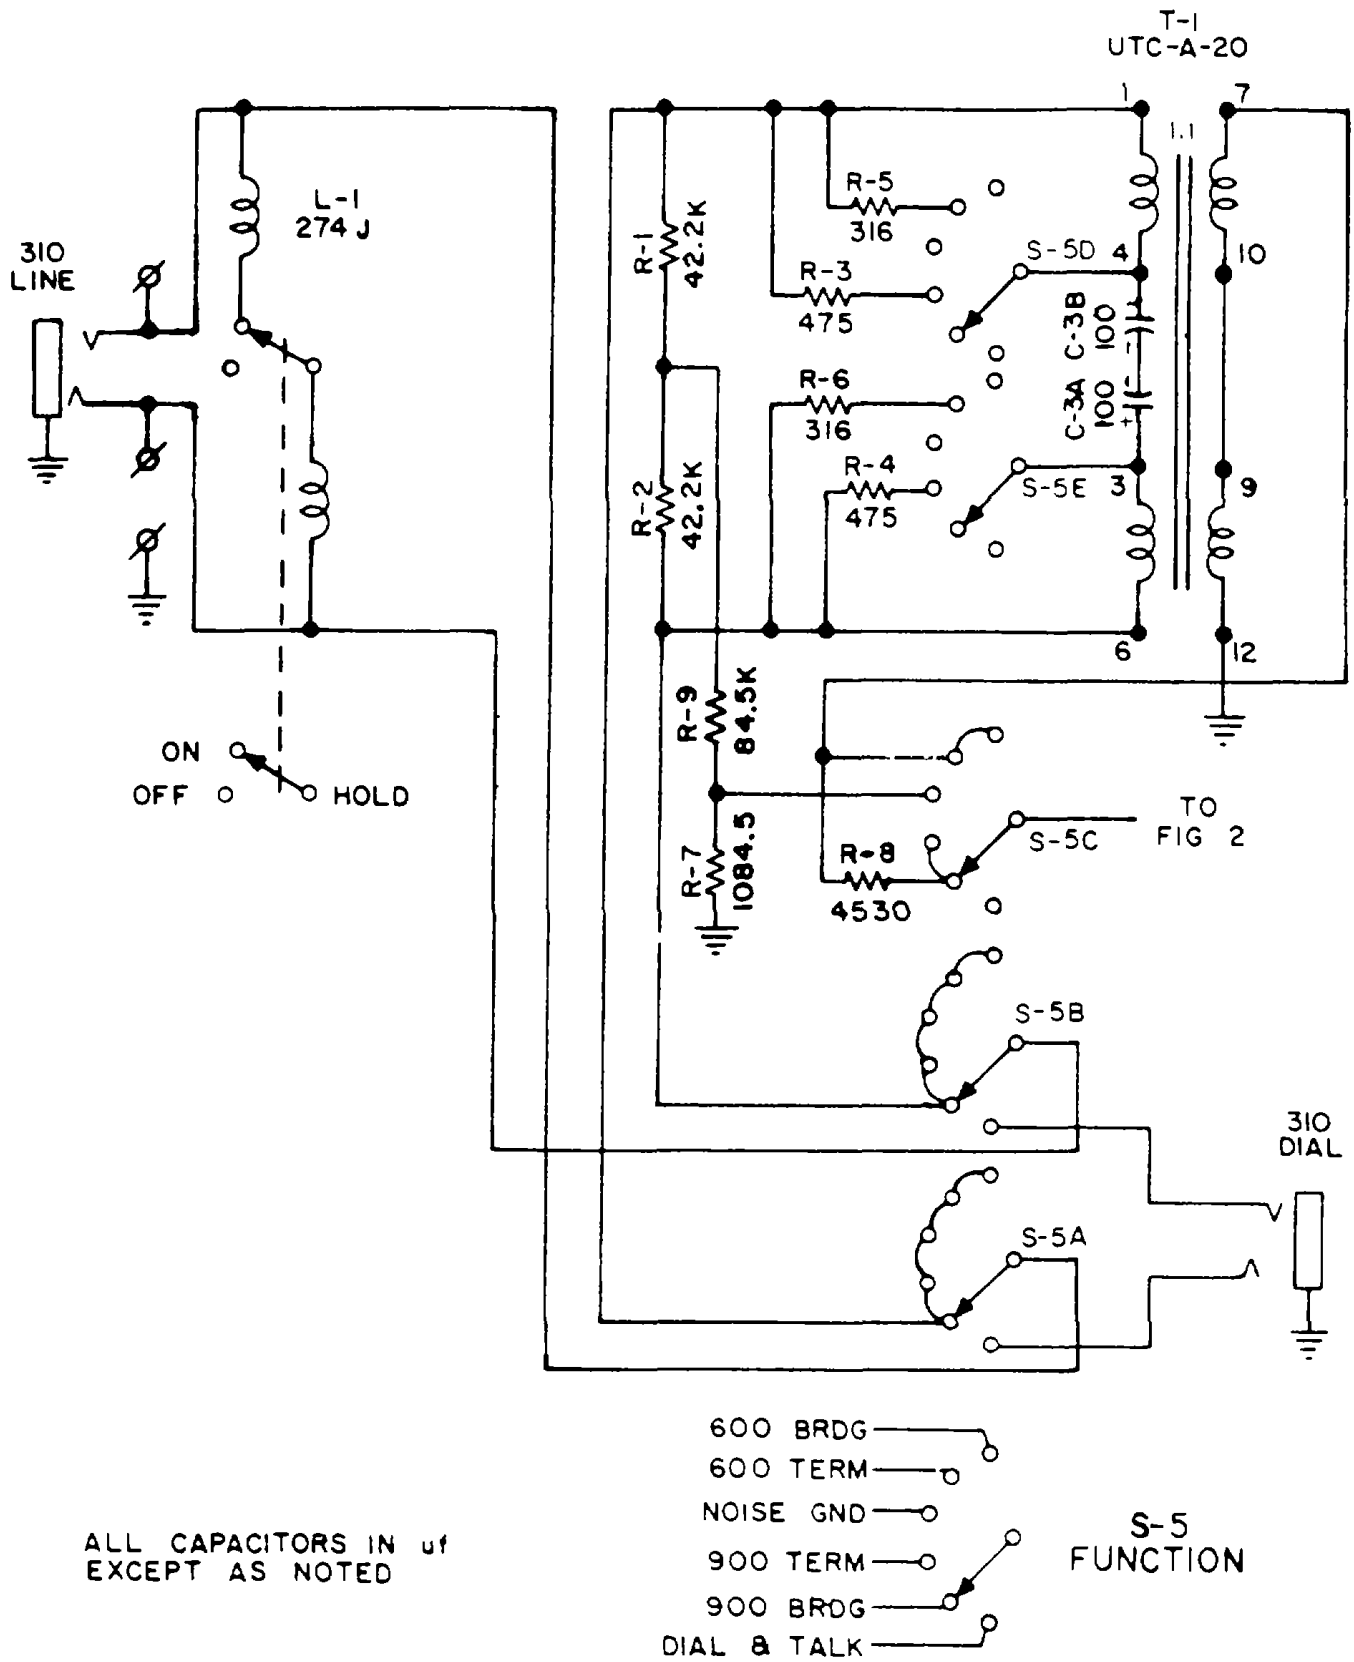 T-1
UTC-A-20
1
7
1.1
L-1
274 J
R-5
316
R-1
42.2K
S-5D
4
10
310
LINE
R-3
475
C-3B
100
-
R-6
316
-
C-3A
100
+
R-4
475
R-2
42.2K
S-5E
3
9
6
12
R-9
84.5K
ON
OFF
HOLD
TO
FIG 2
S-5C
R-7
1084.5
R-8
4530
S-5B
310
DIAL
S-5A
600 BRDG
600 TERM
NOISE GND
900 TERM
900 BRDG
DIAL & TALK
S-5
FUNCTION
ALL CAPACITORS IN uf
EXCEPT AS NOTED